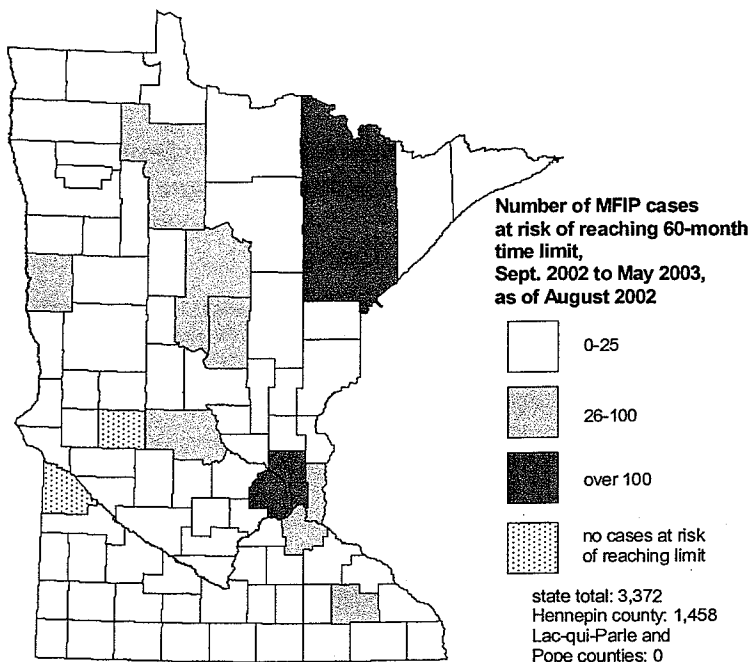 Number of MFIP cases
at risk of reaching 60-month
time limit,
Sept. 2002 to May 2003,
as of August 2002
0-25
26-100
over 100
no cases at risk
of reaching limit
state total: 3,372
Hennepin county: 1,458
Lac-qui-Parle and
Pope counties: 0